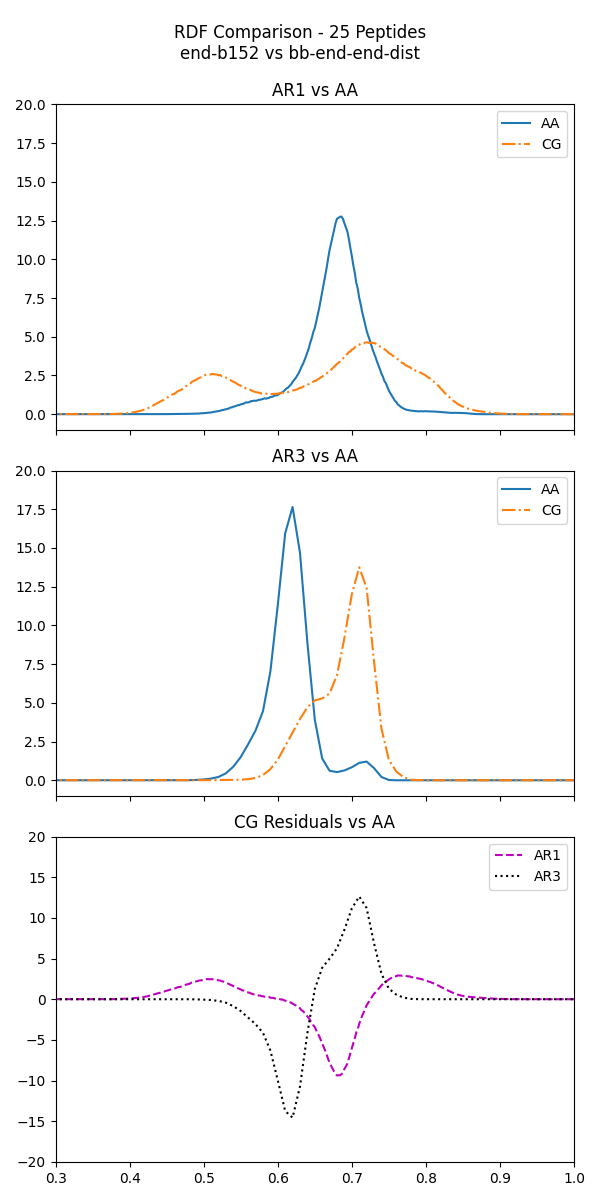 RDF Comparison - 25 Peptides
end-b152 vs bb-end-end-dist
AR1 vs AA
20.0
17.5
15.0
12.5
10.0
7.5
5.0
2.5
0.0
AA
CG
AR3 vs AA
20.0
17.5
15.0
12.5
10.0
7.5
5.0
2.5
0.0
AA
CG
CG Residuals vs AA
20
15
10
5
0
−5
−10
−15
−20
AR1
AR3
0.3 0.4 0.5 0.6 0.7 0.8 0.9 1.0